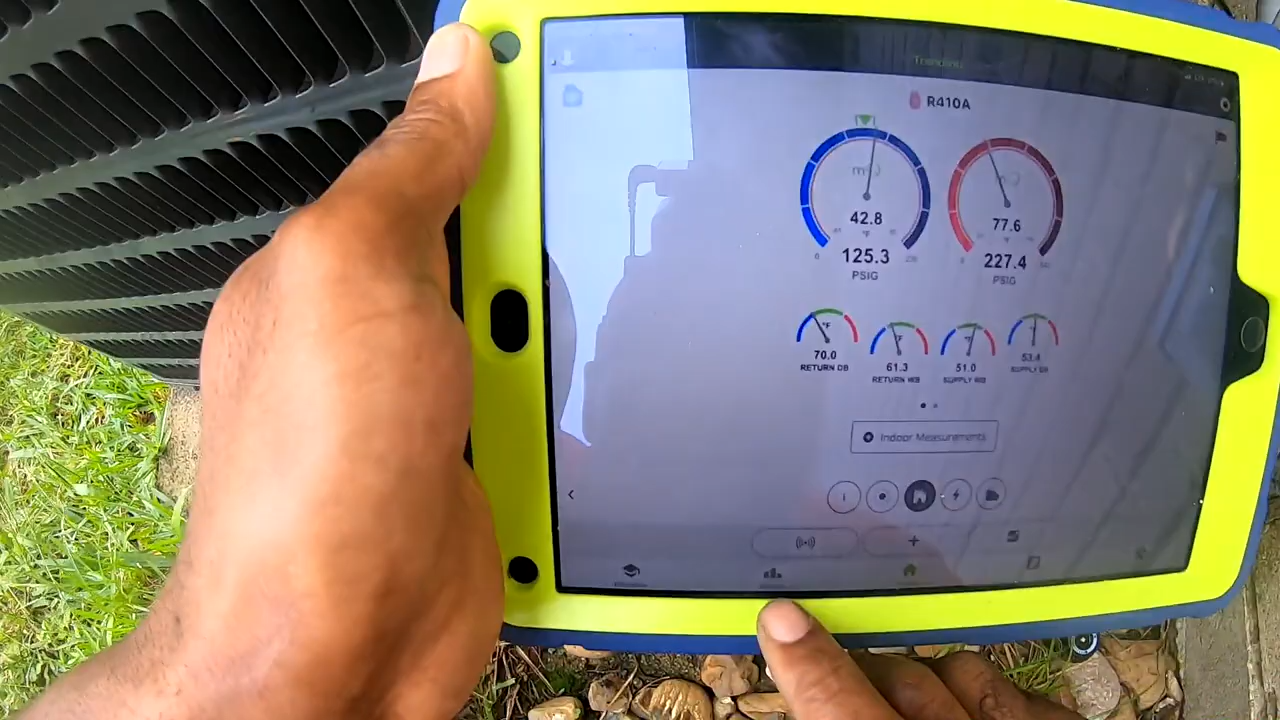 R410A
42.8
77.6
°F
°F
125.3
227.4
PSIG
PSIG
0
°F
70.0
61.3
51.0
53.4
RETURN DB
RETURN WB
SUPPLY WB
SUPPLY DB
Indoor Measurements